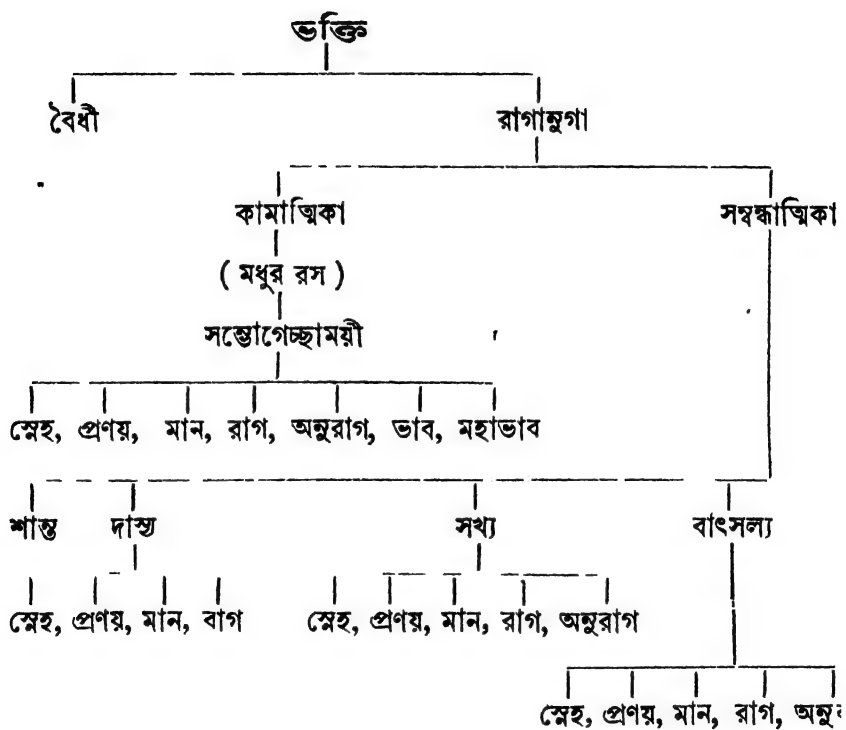 ভক্তি
বৈধী রাগানুগা
কামাত্মিকা সম্বন্ধাত্মিকা
( মধুর রস )
সম্ভোগেচ্ছাময়ী
স্নেহ, প্রণয়, মান, রাগ, অনুরাগ, ভাব, মহাভাব
শান্ত দাস্য সখ্য বাৎসল্য
স্নেহ, প্রণয়, মান, বাগ স্নেহ, প্রণয়, মান, রাগ, অনুরাগ
স্নেহ, প্রণয়, মান, রাগ,